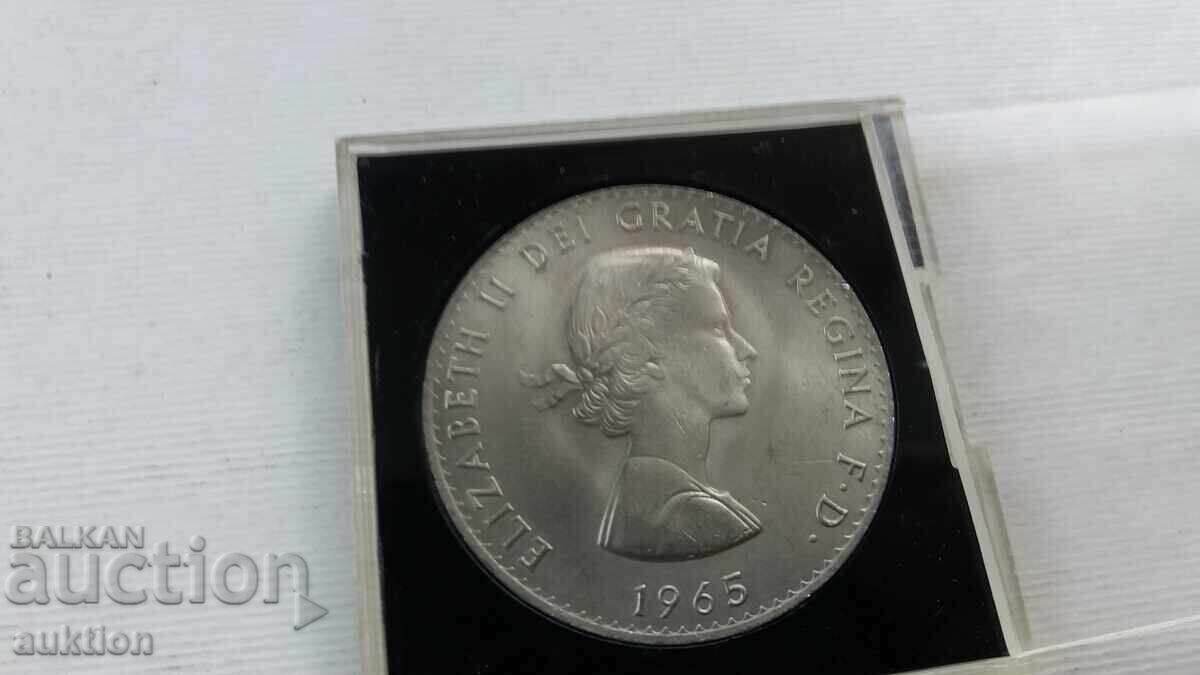 ELIZABETH II DEI GRATIA REGINA F·D·
1965
BALKAN
auction
auktion